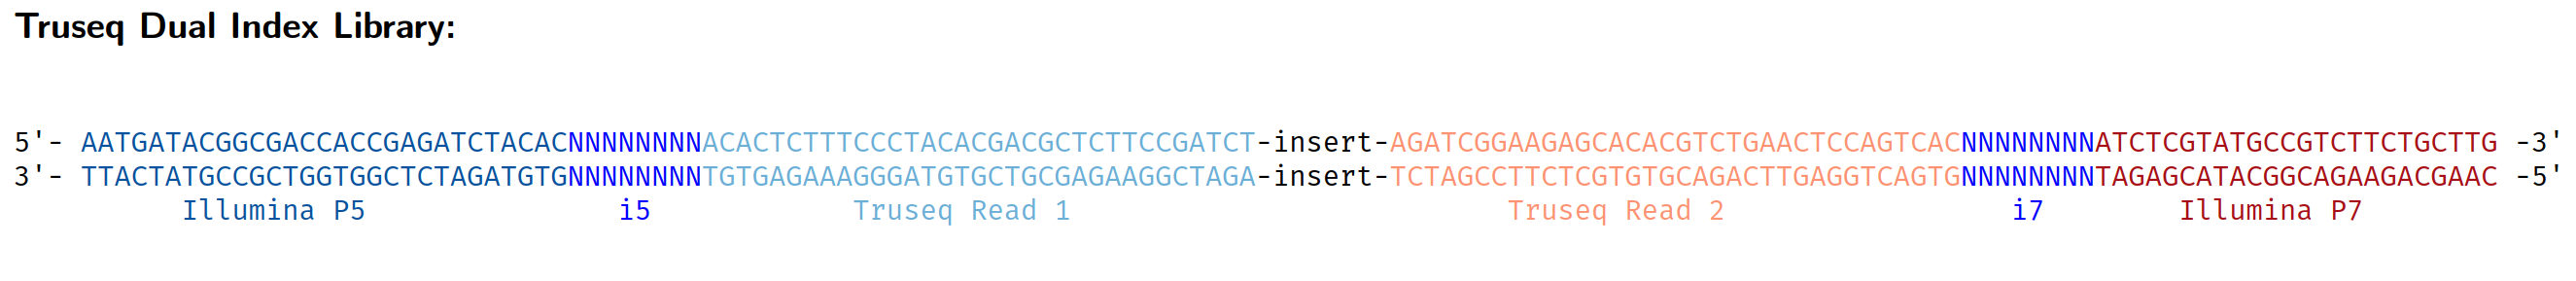 Truseq Dual Index Library:
5'- AATGATACGGCGACCACCGAGATCTACACNNNNNNNNACACTCTTTCCCTACACGACGCTCTTCCGATCT-insert-AGATCGGAAGAGCACACGTCTGAACTCCAGTCACNNNNNNNNATCTCGTATGCCGTCTTCTGCTTG -3'
3'- TTACTATGCCGCTGGTGGCTCTAGATGTGNNNNNNNNTGTGAGAAAGGGATGTGCTGCGAGAAGGCTAGA-insert-TCTAGCCTTCTCGTGTGCAGACTTGAGGTCAGTGNNNNNNNNTAGAGCATACGGCAGAAGACGAAC -5'
Illumina P5 i5 Truseq Read 1 Truseq Read 2 i7 Illumina P7